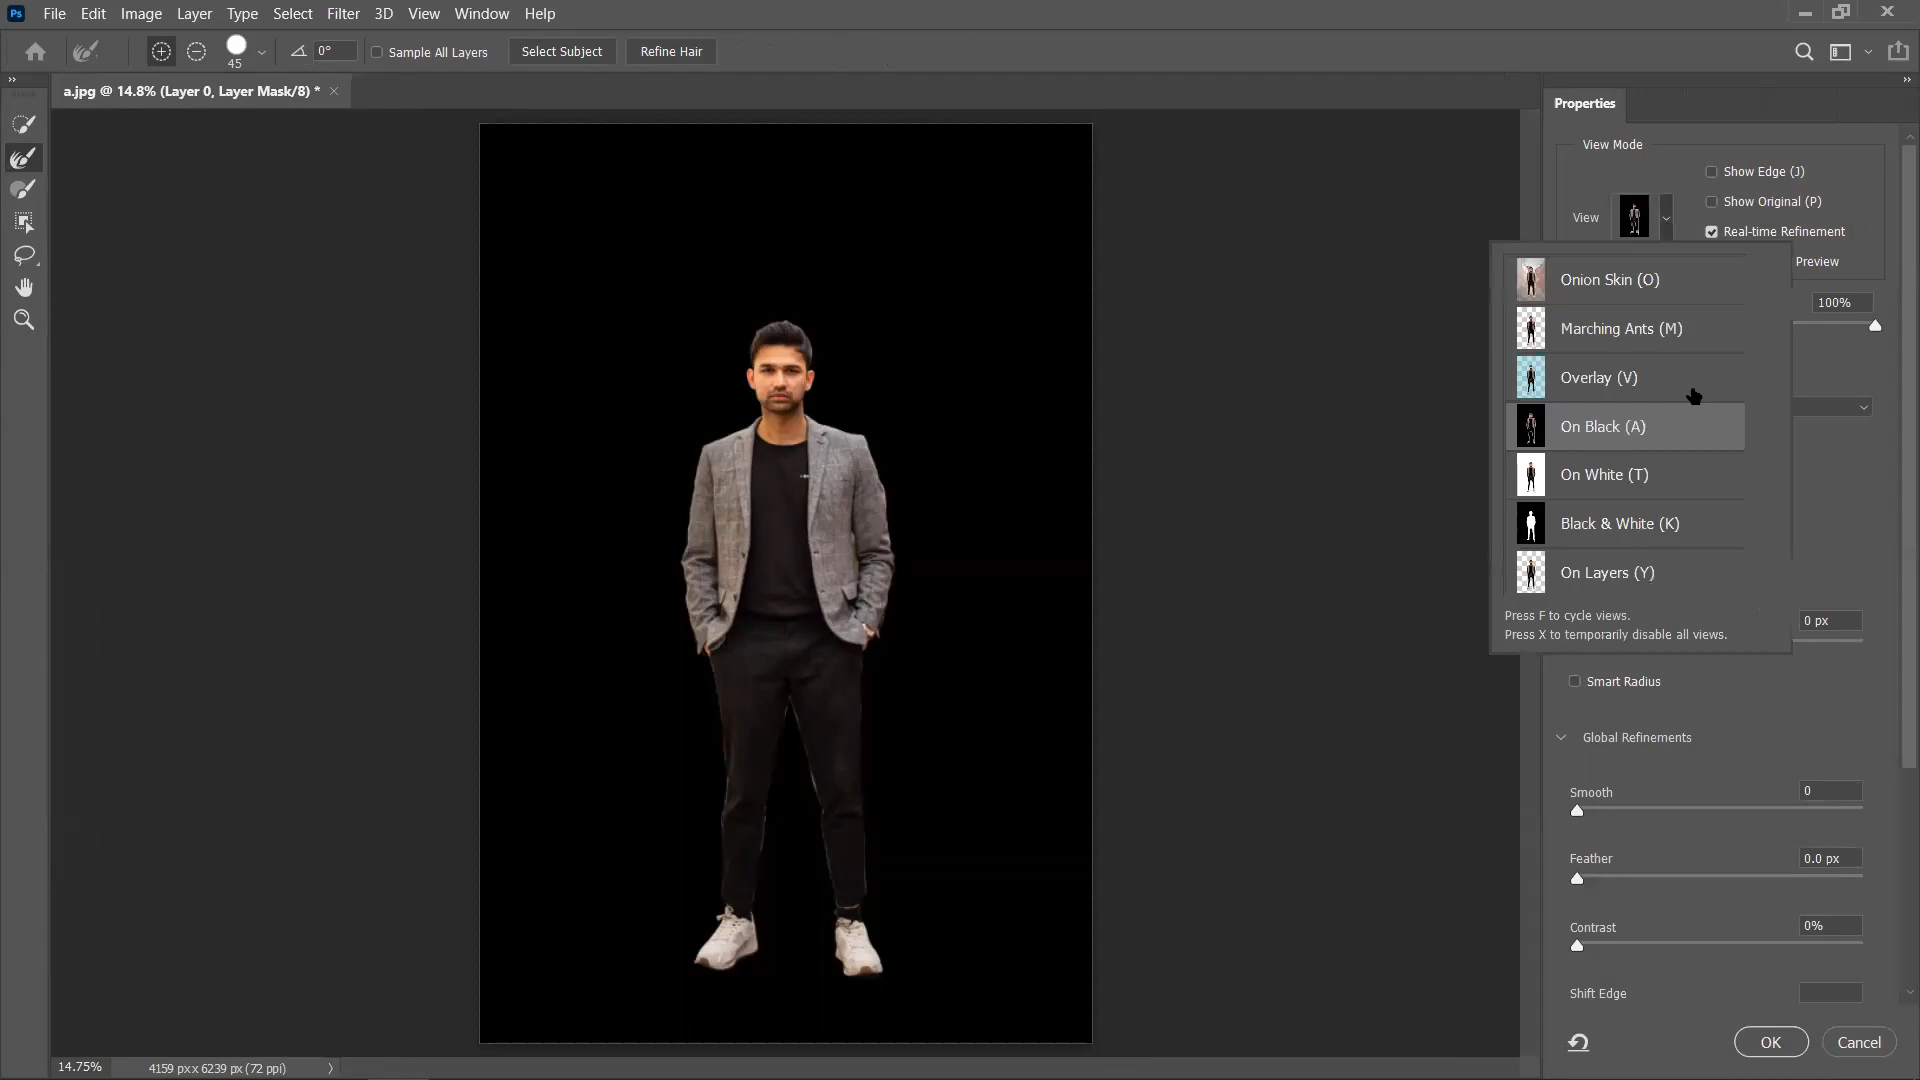 Ps File Edit Image Layer Type Select Filter 3D View Window Help
45
0° Sample All Layers Select Subject Refine Hair
a.jpg @ 14.8% (Layer 0, Layer Mask/8) *
Properties
View Mode
Show Edge (J)
Show Original (P)
View
Real-time Refinement
Preview
Onion Skin (O)
100%
Marching Ants (M)
Overlay (V)
On Black (A)
On White (T)
Black & White (K)
On Layers (Y)
Press F to cycle views.
Press X to temporarily disable all views.
0 px
Smart Radius
Global Refinements
Smooth 0
Feather 0.0 px
Contrast 0%
Shift Edge
OK Cancel
14.75% 4159 px x 6239 px (72 ppi)